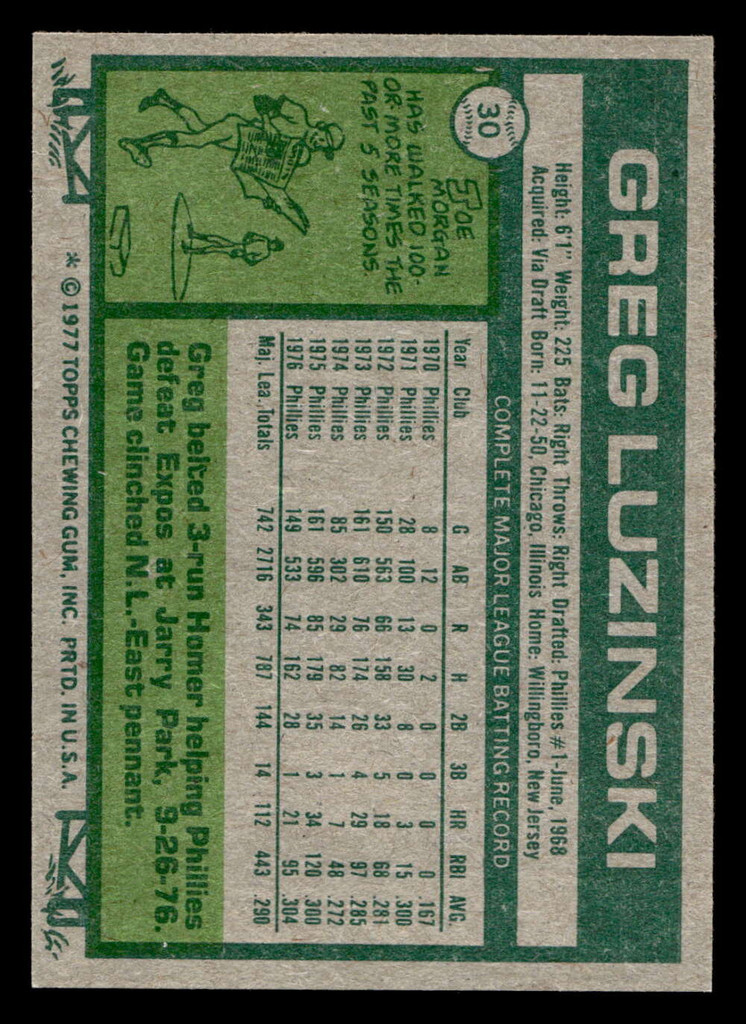 30
GREG LUZINSKI
Height: 6'1" Weight: 225 Bats: Right Throws: Right Drafted: Phillies #1-June, 1968
Acquired: Via Draft Born: 11-22-50, Chicago, Illinois Home: Willingboro, New Jersey
COMPLETE MAJOR LEAGUE BATTING RECORD
Year Club G AB R H 2B 3B HR RBI AVG.
1970 Phillies 8 12 0 2 0 0 0 0 .167
1971 Phillies 28 100 13 30 8 0 3 15 .300
1972 Phillies 150 563 66 158 33 5 18 68 .281
1973 Phillies 161 610 76 174 26 4 29 97 .285
1974 Phillies 85 302 29 82 14 1 7 48 .272
1975 Phillies 161 596 85 179 35 3 34 120 .300
1976 Phillies 149 533 74 162 28 1 21 95 .304
Maj. Lea. Totals 742 2716 343 787 144 14 112 443 .290
JOE
MORGAN
HAS WALKED 100-
OR MORE TIMES THE
PAST 5 SEASONS.
Greg belted 3-run Homer helping Phillies
defeat Expos at Jarry Park, 9-26-76.
Game clinched N.L.-East pennant.
* © 1977 TOPPS CHEWING GUM, INC. PRTD. IN U.S.A.